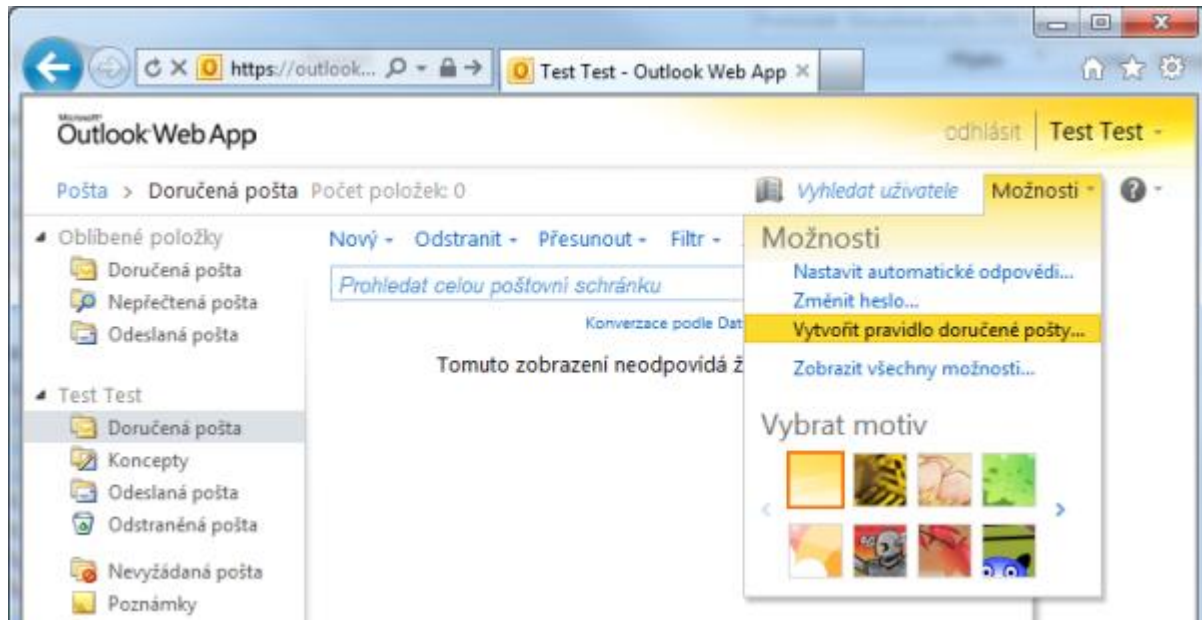 https://outlook...
Test Test - Outlook Web App
Microsoft
Outlook Web App
odhlásit
Test Test
Pošta > Doručená pošta Počet položek: 0
Vyhledat uživatele
Možnosti
Oblíbené položky
Doručená pošta
Nepřečtená pošta
Odeslaná pošta
Test Test
Doručená pošta
Koncepty
Odeslaná pošta
Odstraněná pošta
Nevyžádaná pošta
Poznámky
Nový Odstranit Přesunout Filtr
Prohledat celou poštovní schránku
Konverzace podle Dat
Tomuto zobrazení neodpovídá ž
Možnosti
Nastavit automatické odpovědi...
Změnit heslo...
Vytvořit pravidlo doručené pošty...
Zobrazit všechny možnosti...
Vybrat motiv